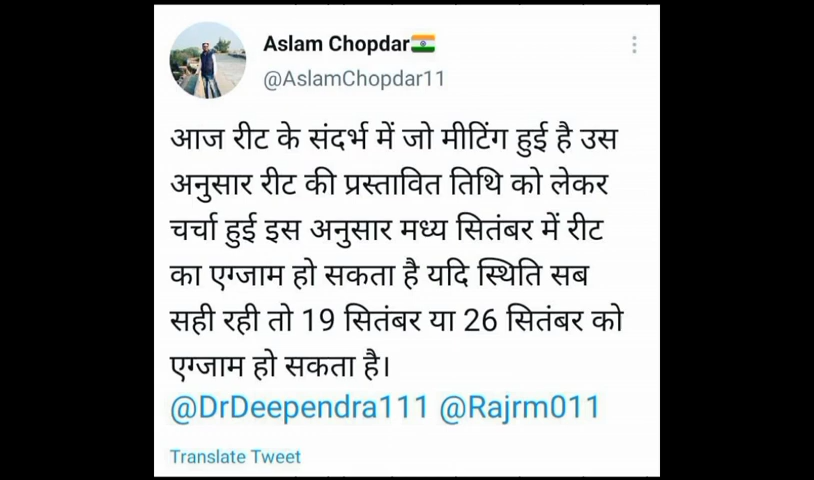 Aslam Chopdar🇮🇳
@AslamChopdar11
आज रीट के संदर्भ में जो मीटिंग हुई है उस
अनुसार रीट की प्रस्तावित तिथि को लेकर
चर्चा हुई इस अनुसार मध्य सितंबर में रीट
का एग्जाम हो सकता है यदि स्थिति सब
सही रही तो 19 सितंबर या 26 सितंबर को
एग्जाम हो सकता है।
@DrDeependra111 @Rajrm011
Translate Tweet